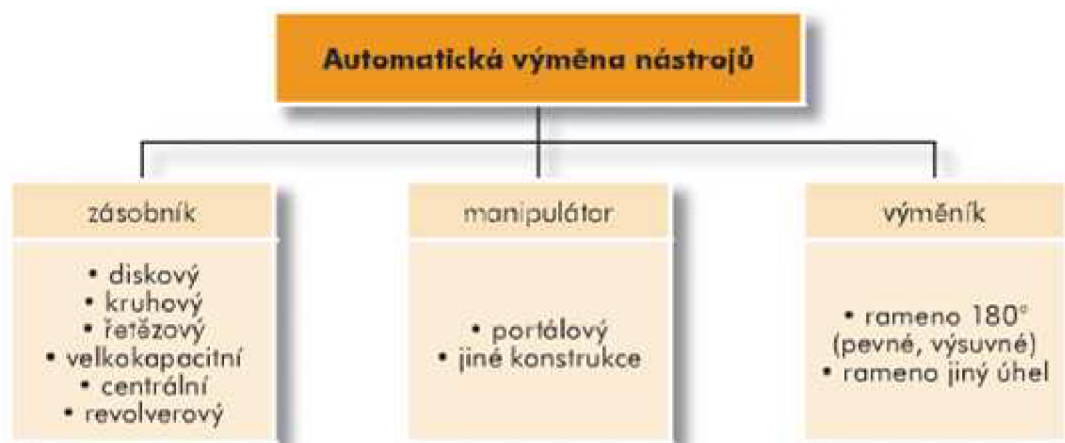 Automatická výměna nástrojů
zásobník
• diskový
• kruhový
• řetězový
• velkokapacitní
• centrální
• revolverový
manipulátor
• portálový
• jiné konstrukce
výměník
• rameno 180°
(pevné, výsuvné)
• rameno jiný úhel